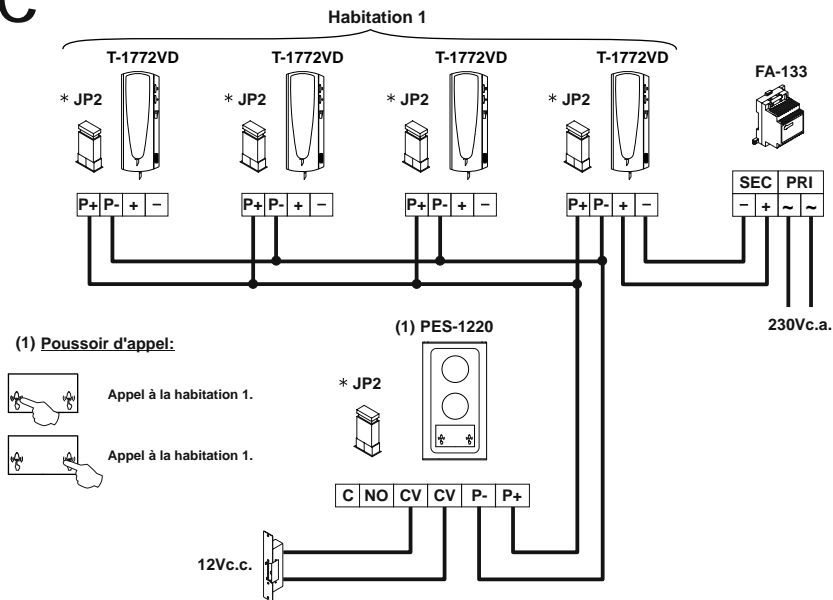 C
Habitation 1
T-1772VD T-1772VD T-1772VD T-1772VD
FA-133
* JP2 * JP2 * JP2 * JP2
SEC PRI
P+ P- + – P+ P- + – P+ P- + – P+ P- + – – + ~ ~
230Vc.a.
(1) PES-1220
(1) Poussoir d'appel:
* JP2
Appel à la habitation 1.
Appel à la habitation 1.
C NO CV CV P- P+
12Vc.c.